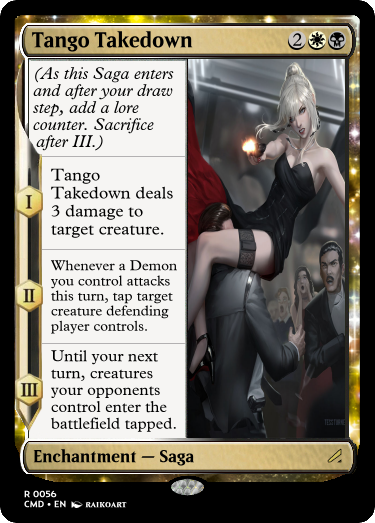 Tango Takedown 2
(As this Saga enters
and after your draw
step, add a lore
counter. Sacrifice
after III.)
I
Tango
Takedown deals
3 damage to
target creature.
II
Whenever a Demon
you control attacks
this turn, tap target
creature defending
player controls.
III
Until your next
turn, creatures
your opponents
control enter the
battlefield tapped.
Enchantment — Saga
R 0056
CMD • EN RAIKOART